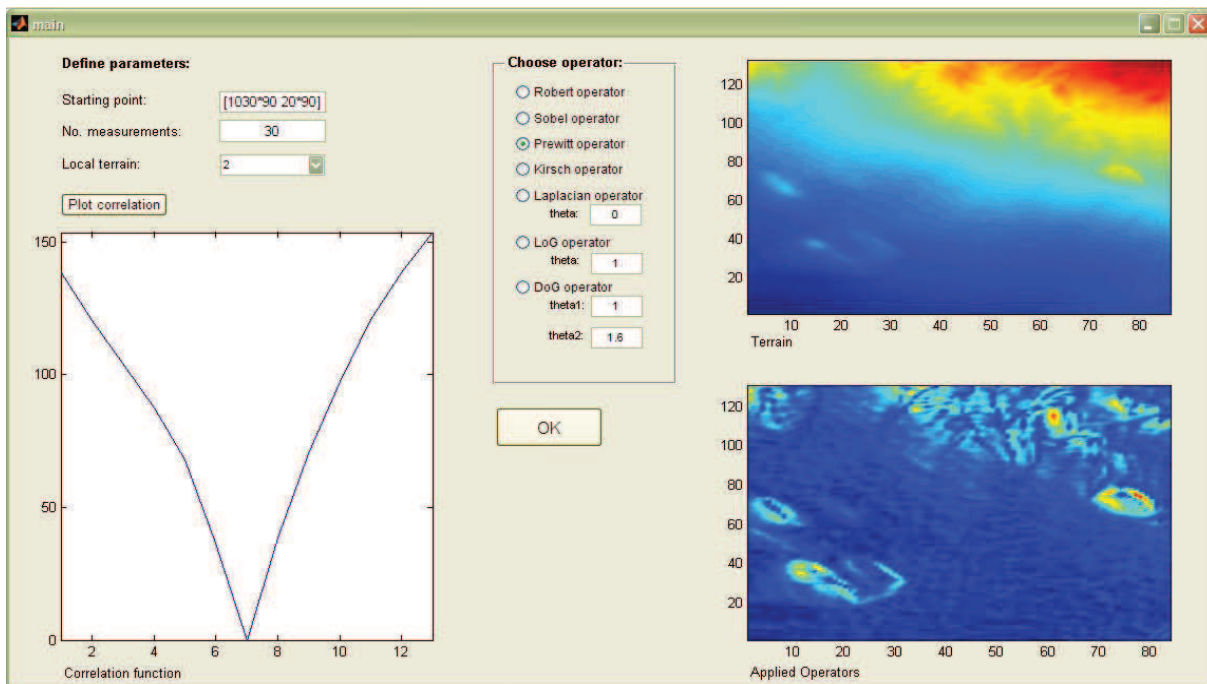 main
Define parameters:
Starting point:
[1030*90 20*90]
No. measurements:
30
Local terrain:
2
Plot correlation
150
100
50
0
2 4 6 8 10 12
Correlation function
Choose operator:
Robert operator
Sobel operator
Prewitt operator
Kirsch operator
Laplacian operator
theta:
0
LoG operator
theta:
1
DoG operator
theta1:
1
theta2:
1.6
OK
120
100
80
60
40
20
10 20 30 40 50 60 70 80
Terrain
120
100
80
60
40
20
10 20 30 40 50 60 70 80
Applied Operators